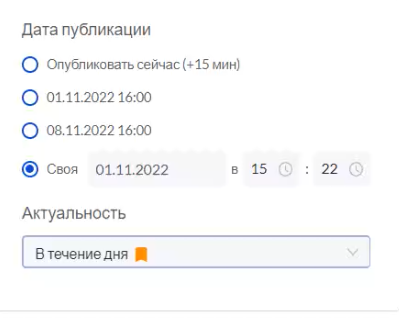 Дата публикации
Опубликовать сейчас (+15 мин)
01.11.2022 16:00
08.11.2022 16:00
Своя 01.11.2022 в 15 : 22
Актуальность
В течение дня